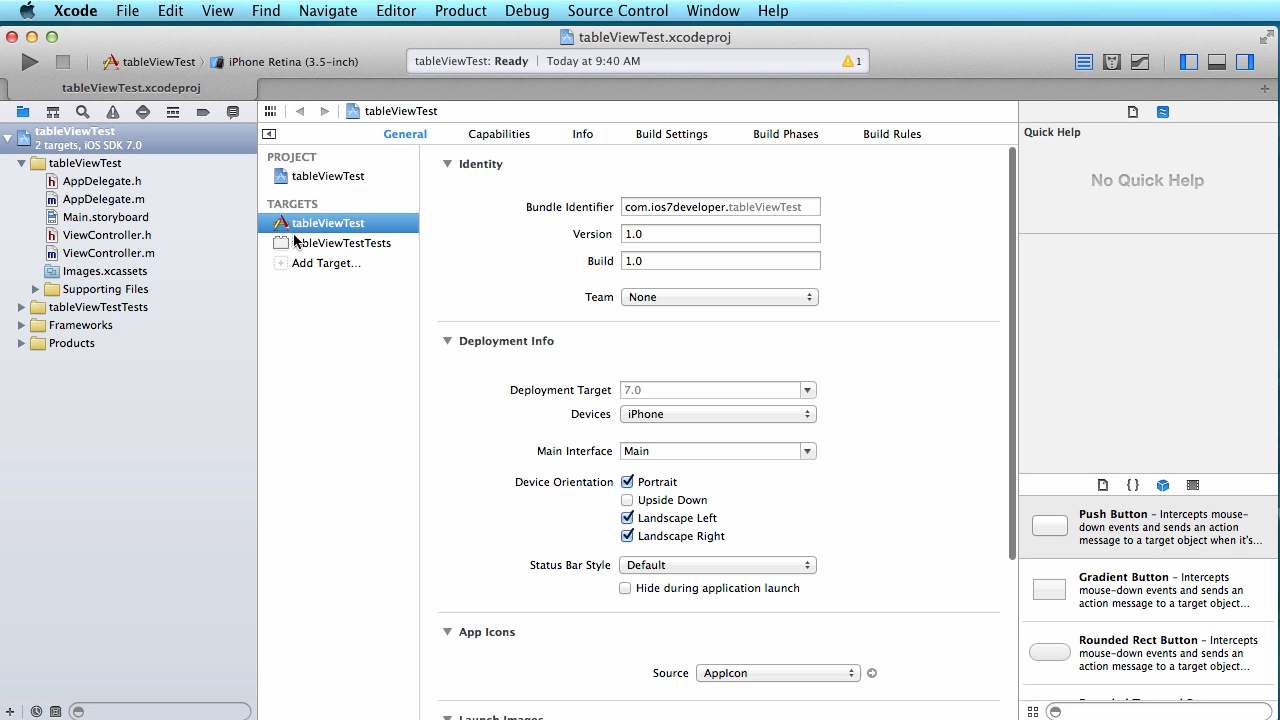 Xcode File Edit View Find Navigate Editor Product Debug Source Control Window Help
tableViewTest.xcodeproj
tableViewTest iPhone Retina (3.5-inch)
tableViewTest: Ready Today at 9:40 AM 1
tableViewTest.xcodeproj
tableViewTest
2 targets, iOS SDK 7.0
tableViewTest
AppDelegate.h
AppDelegate.m
Main.storyboard
ViewController.h
ViewController.m
Images.xcassets
Supporting Files
tableViewTestTests
Frameworks
Products
tableViewTest
General Capabilities Info Build Settings Build Phases Build Rules
PROJECT
tableViewTest
TARGETS
tableViewTest
tableViewTestTests
Add Target...
Identity
Bundle Identifier com.ios7developer.tableViewTest
Version 1.0
Build 1.0
Team None
Deployment Info
Deployment Target 7.0
Devices iPhone
Main Interface Main
Device Orientation Portrait
Upside Down
Landscape Left
Landscape Right
Status Bar Style Default
Hide during application launch
App Icons
Source AppIcon
Launch Images
Quick Help
No Quick Help
Push Button – Intercepts mouse-
down events and sends an action
message to a target object when it's...
Gradient Button – Intercepts
mouse-down events and sends an
action message to a target object...
Rounded Rect Button – Intercepts
mouse-down events and sends an
action message to a target object...